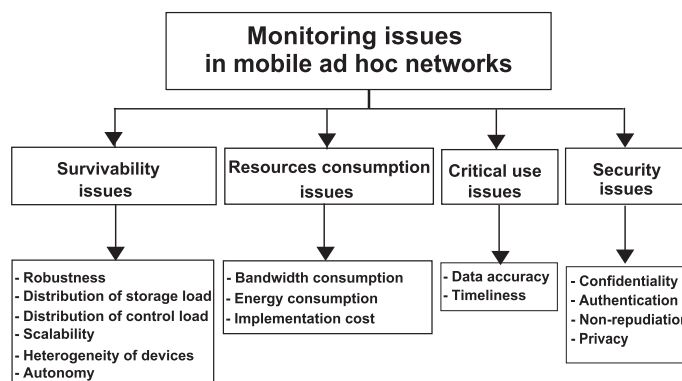 Monitoring issues
in mobile ad hoc networks
Survivability
issues
Resources consumption
issues
Critical use
issues
Security
issues
- Robustness
- Distribution of storage load
- Distribution of control load
- Scalability
- Heterogeneity of devices
- Autonomy
- Bandwidth consumption
- Energy consumption
- Implementation cost
- Data accuracy
- Timeliness
- Confidentiality
- Authentication
- Non-repudiation
- Privacy